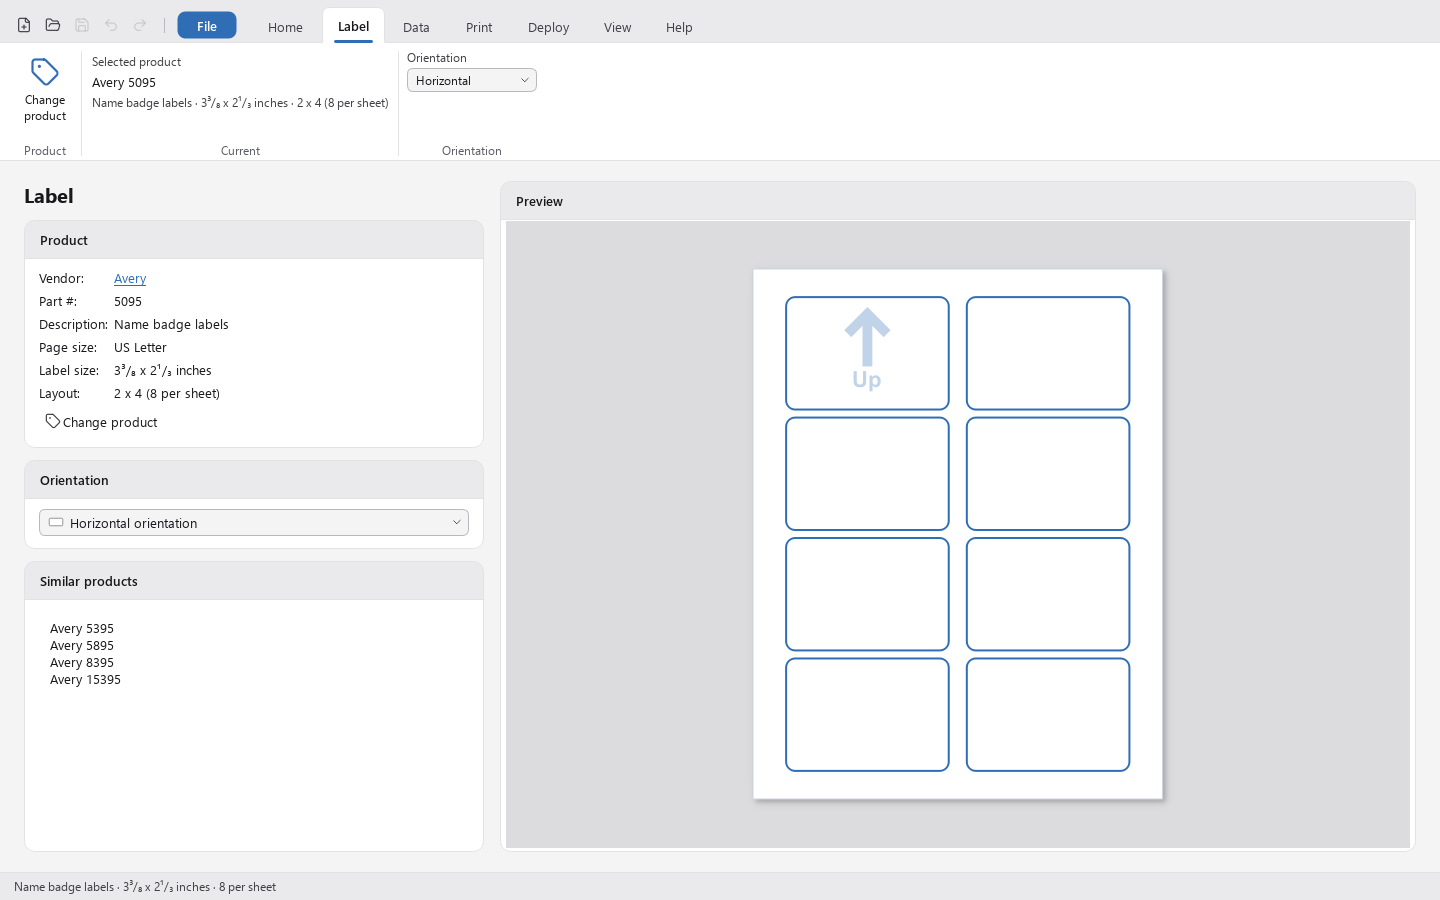 File
Home
Label
Data
Print
Deploy
View
Help
Change
product
Product
Selected product
Avery 5095
Name badge labels · 3³/₈ x 2¹/₃ inches · 2 x 4 (8 per sheet)
Current
Orientation
Horizontal
Orientation
Label
Product
Vendor: Avery
Part #: 5095
Description: Name badge labels
Page size: US Letter
Label size: 3³/₈ x 2¹/₃ inches
Layout: 2 x 4 (8 per sheet)
Change product
Orientation
Horizontal orientation
Similar products
Avery 5395
Avery 5895
Avery 8395
Avery 15395
Preview
Up
Name badge labels · 3³/₈ x 2¹/₃ inches · 8 per sheet